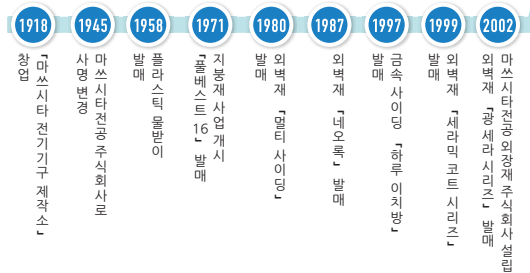 1918
「마쓰시타 전기기구 제작소」
창업
1945
마쓰시타전공 주식회사로
사명 변경
1958
플라스틱 물받이
발매
1971
지붕재 사업 개시
「풀베스트 16」 발매
1980
외벽재 「멀티 사이딩」
발매
1987
외벽재 「네오록」 발매
1997
금속 사이딩 「하루 이치방」
발매
1999
외벽재 「세라믹 코트 시리즈」
발매
2002
마쓰시타전공 외장재 주식회사 설립
외벽재 「광 세라 시리즈」 발매